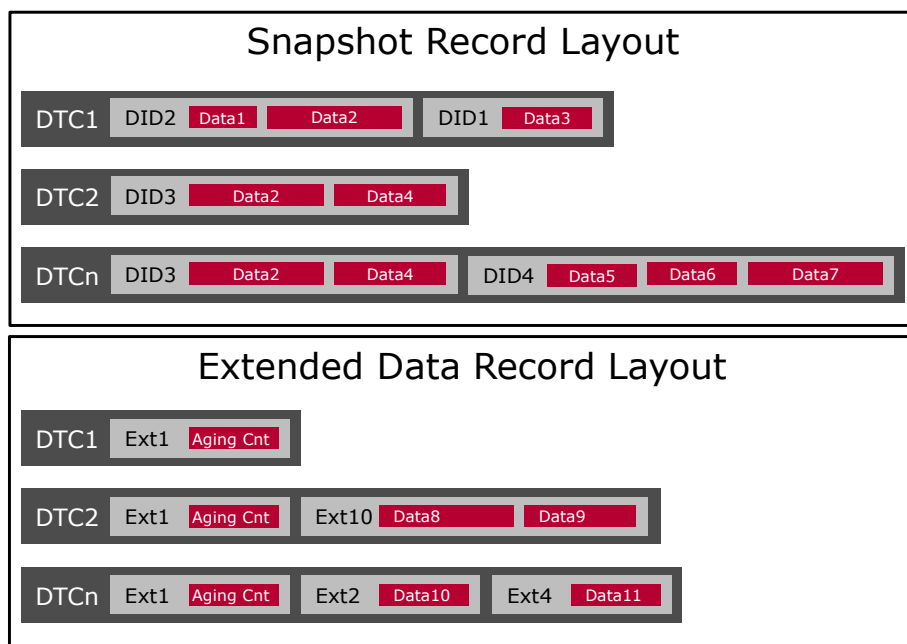 Snapshot Record Layout
DTC1 DID2 Data1 Data2 DID1 Data3
DTC2 DID3 Data2 Data4
DTCn DID3 Data2 Data4 DID4 Data5 Data6 Data7
Extended Data Record Layout
DTC1 Ext1 Aging Cnt
DTC2 Ext1 Aging Cnt Ext10 Data8 Data9
DTCn Ext1 Aging Cnt Ext2 Data10 Ext4 Data11